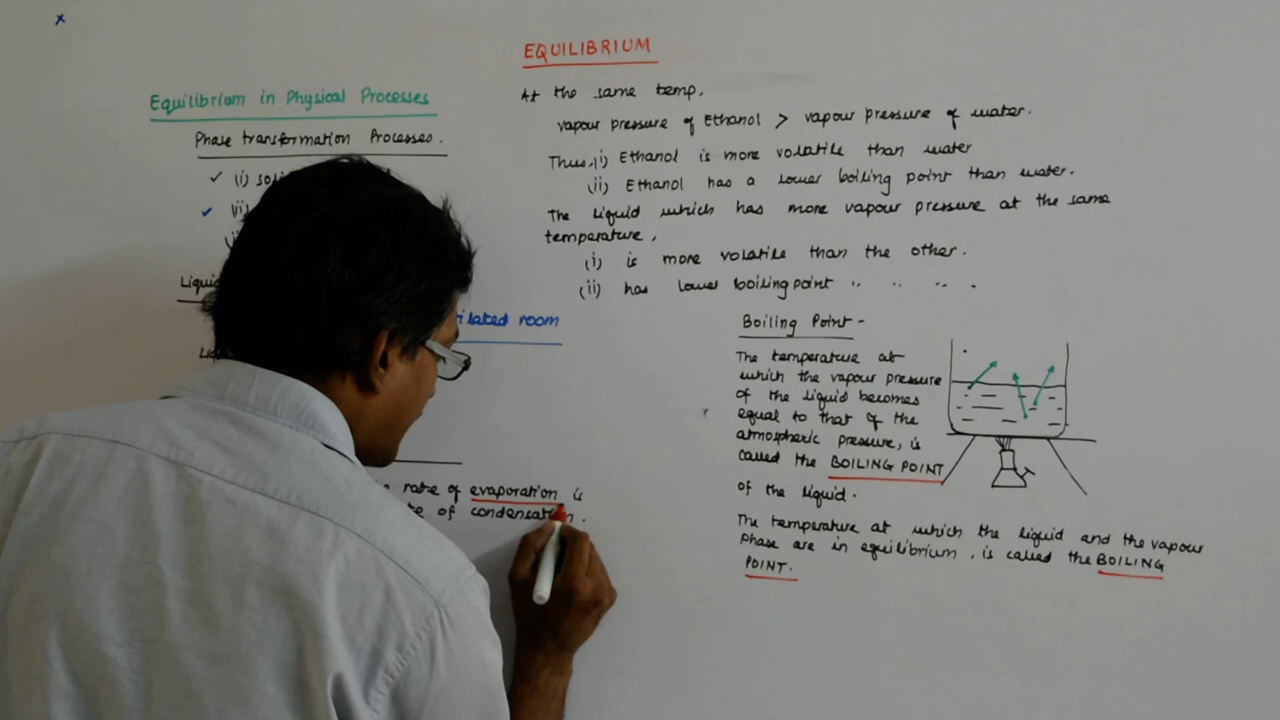 EQUILIBRIUM
Equilibrium in Physical Processes
Phase transformation Processes.
(i)
(ii)
Liquid
room
rate of evaporation is
of condensation.
At the same temp,
vapour pressure of Ethanol > vapour pressure of water.
Thus, (i) Ethanol is more volatile than water
(ii) Ethanol has a lower boiling point than water.
The liquid which has more vapour pressure at the same
temperature,
(i) is more volatile than the other.
(ii) has lower boiling point " " " " .
Boiling Point -
The temperature at
which the vapour pressure
of the liquid becomes
equal to that of the
atmospheric pressure, is
called the BOILING POINT
of the liquid.
The temperature at which the liquid and the vapour
phase are in equilibrium, is called the BOILING
POINT.